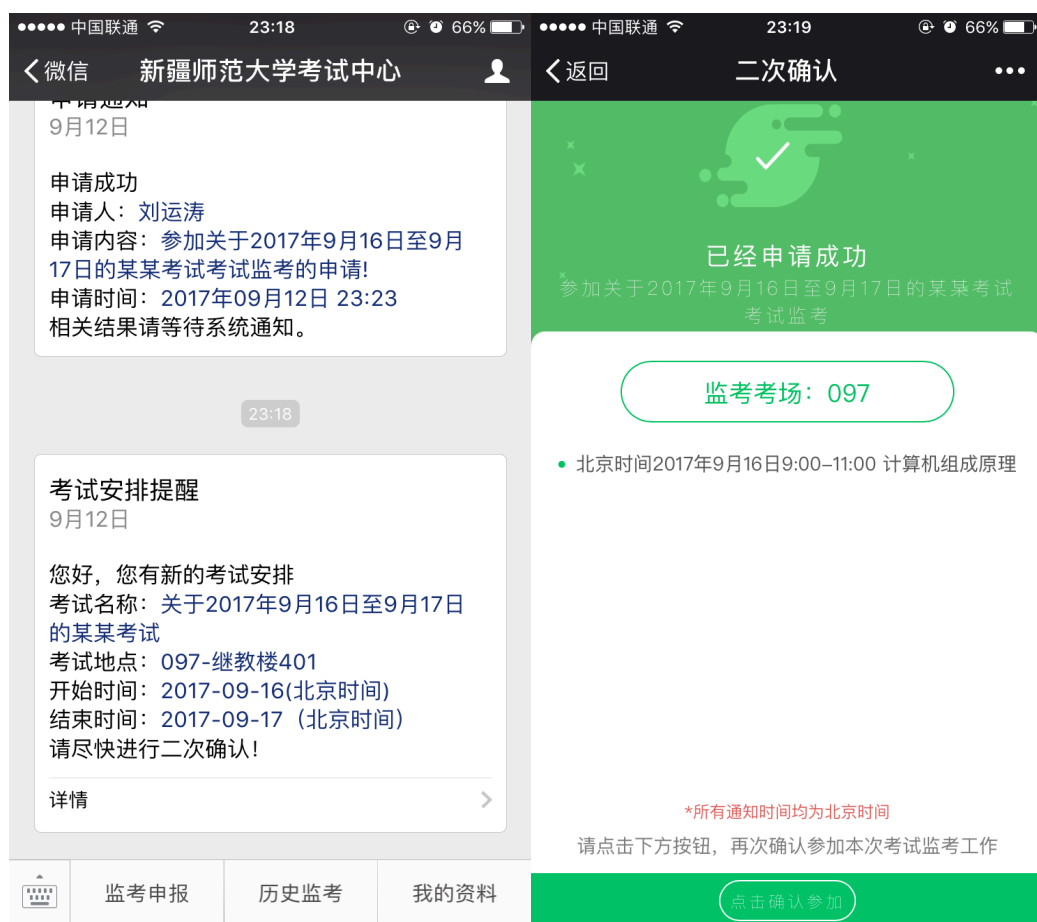 中国联通
23:18
66%
微信
新疆师范大学考试中心
申请通知
9月12日
申请成功
申请人：刘运涛
申请内容：参加关于2017年9月16日至9月
17日的某某考试考试监考的申请!
申请时间：2017年09月12日 23:23
相关结果请等待系统通知。
23:18
考试安排提醒
9月12日
您好，您有新的考试安排
考试名称：关于2017年9月16日至9月17日
的某某考试
考试地点：097-继教楼401
开始时间：2017-09-16(北京时间)
结束时间：2017-09-17（北京时间）
请尽快进行二次确认！
详情
监考申报
历史监考
我的资料
中国联通
23:19
66%
返回
二次确认
已经申请成功
参加关于2017年9月16日至9月17日的某某考试
考试监考
监考考场：097
北京时间2017年9月16日9:00–11:00 计算机组成原理
*所有通知时间均为北京时间
请点击下方按钮，再次确认参加本次考试监考工作
点击确认参加